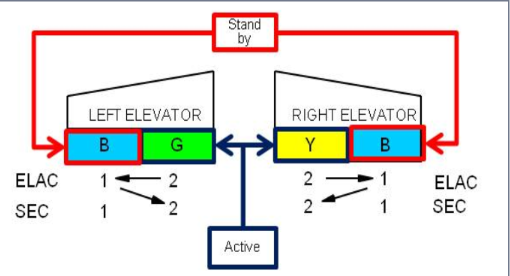 Stand
by
LEFT ELEVATOR RIGHT ELEVATOR
B G Y B
ELAC 1 2 2 1 ELAC
SEC 1 2 2 1 SEC
Active